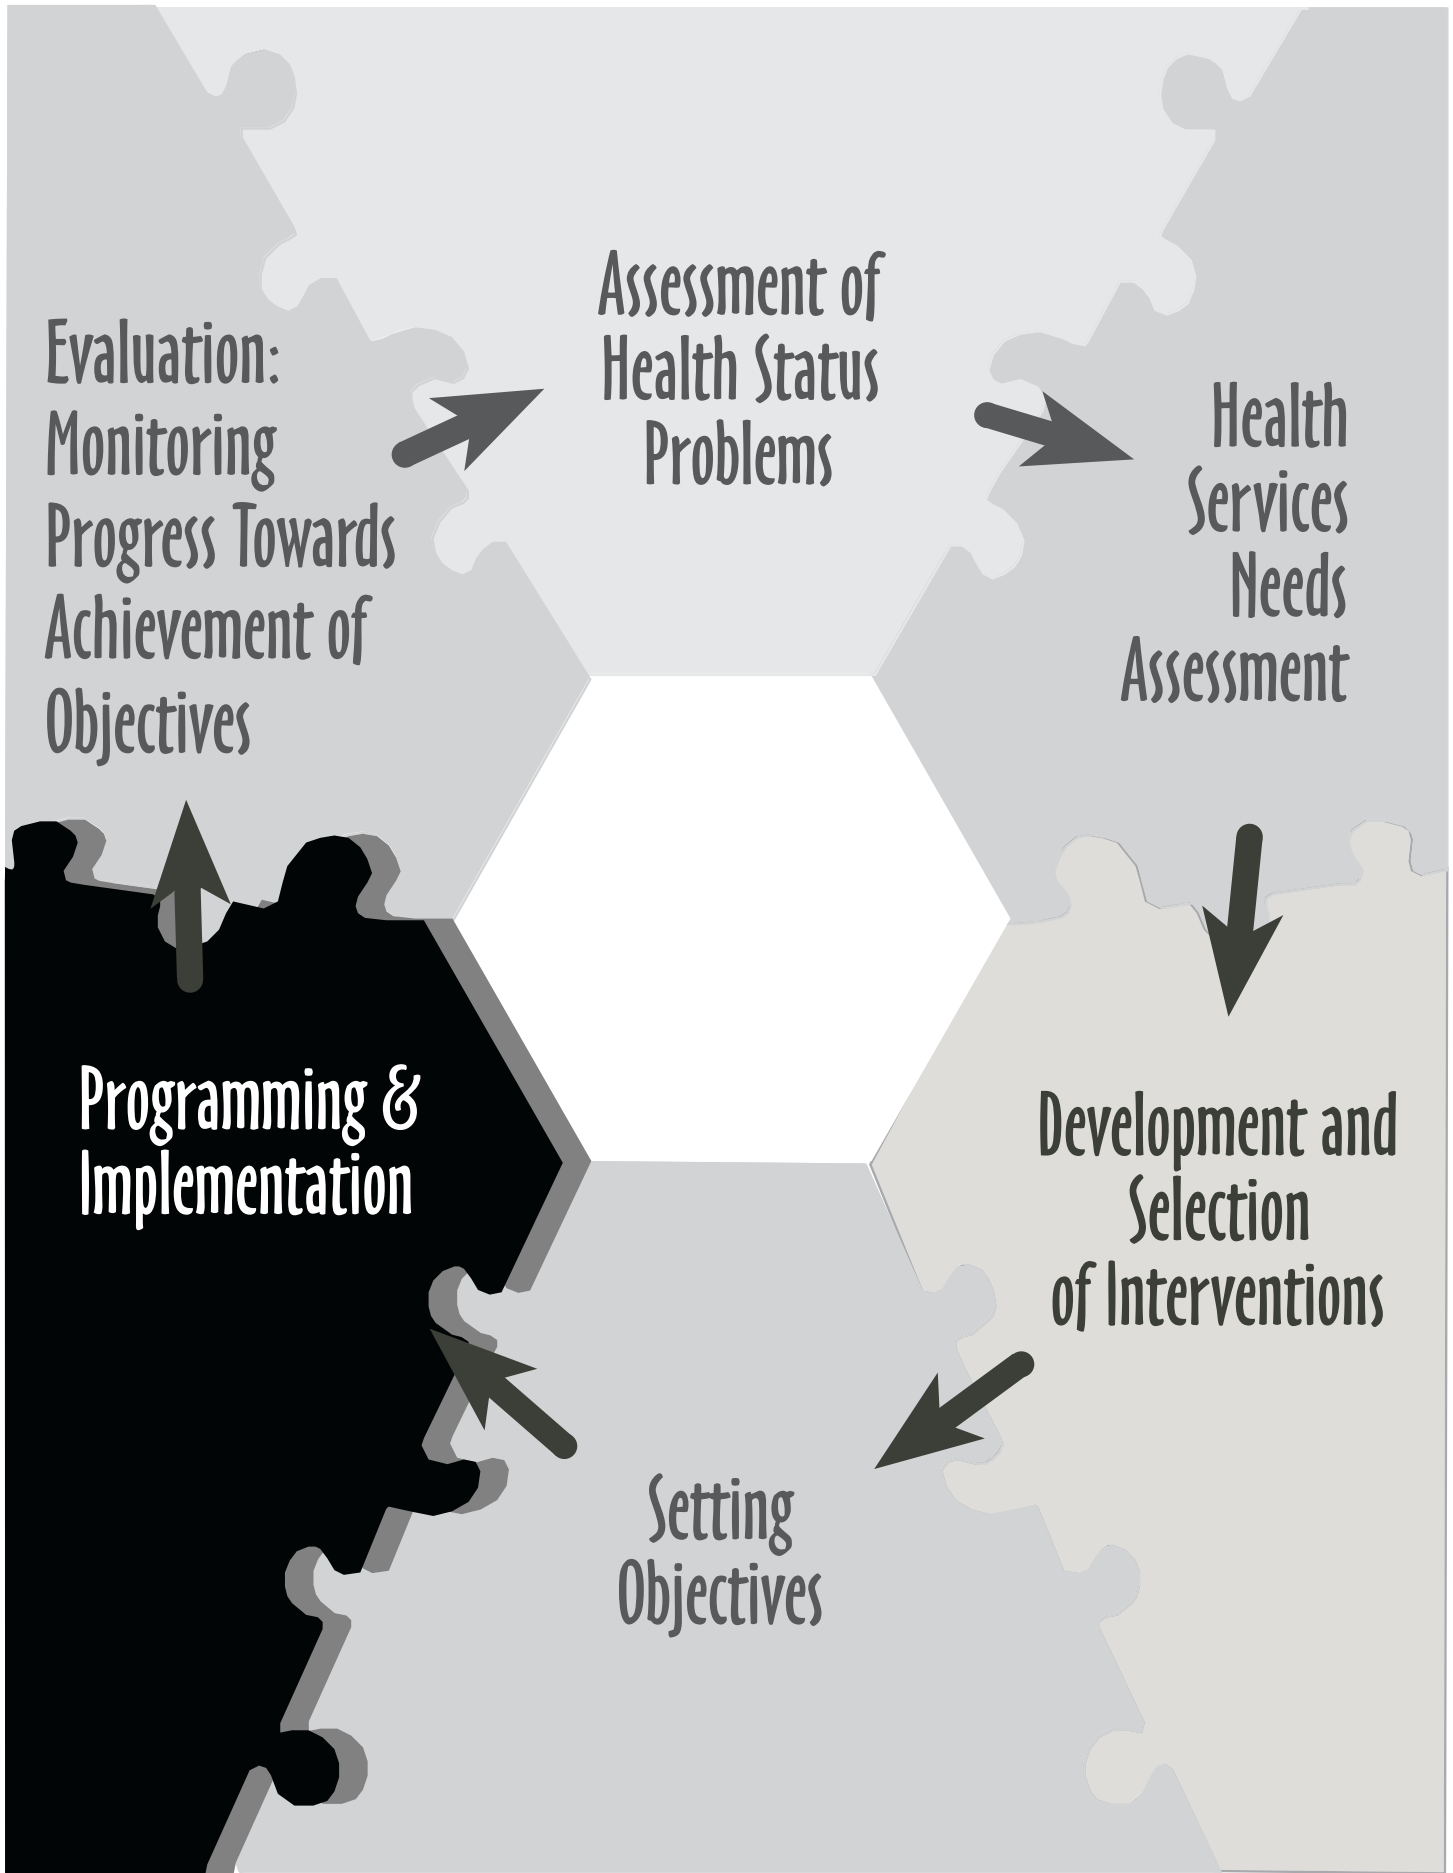 Assessment of
Health Status
Problems
Health
Services
Needs
Assessment
Development and
Selection
of Interventions
Setting
Objectives
Programming &
Implementation
Evaluation:
Monitoring
Progress Towards
Achievement of
Objectives